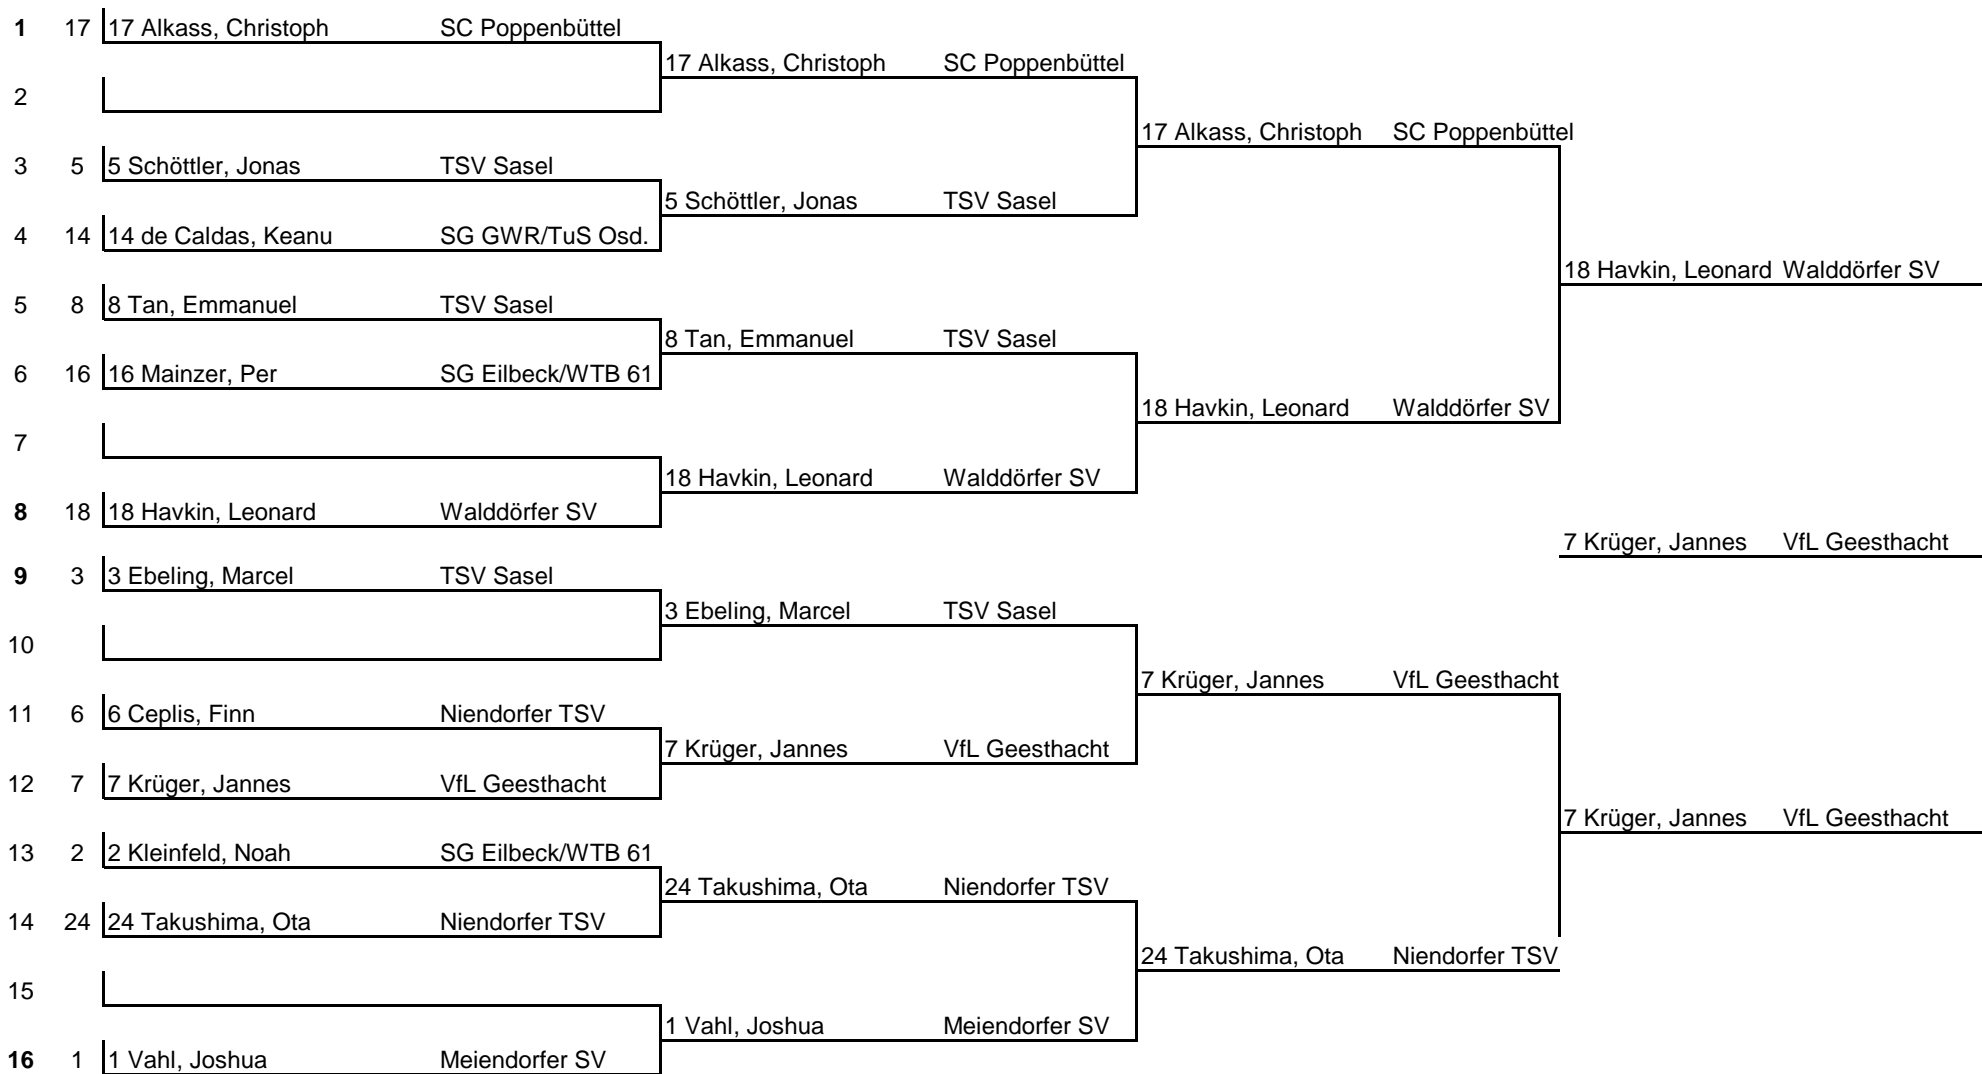 1 17 17 Alkass, Christoph SC Poppenbüttel
17 Alkass, Christoph SC Poppenbüttel
2
17 Alkass, Christoph SC Poppenbüttel
3 5 5 Schöttler, Jonas TSV Sasel
5 Schöttler, Jonas TSV Sasel
4 14 14 de Caldas, Keanu SG GWR/TuS Osd.
18 Havkin, Leonard Walddörfer SV
5 8 8 Tan, Emmanuel TSV Sasel
8 Tan, Emmanuel TSV Sasel
6 16 16 Mainzer, Per SG Eilbeck/WTB 61
18 Havkin, Leonard Walddörfer SV
7
18 Havkin, Leonard Walddörfer SV
8 18 18 Havkin, Leonard Walddörfer SV
7 Krüger, Jannes VfL Geesthacht
9 3 3 Ebeling, Marcel TSV Sasel
3 Ebeling, Marcel TSV Sasel
10
7 Krüger, Jannes VfL Geesthacht
11 6 6 Ceplis, Finn Niendorfer TSV
7 Krüger, Jannes VfL Geesthacht
12 7 7 Krüger, Jannes VfL Geesthacht
7 Krüger, Jannes VfL Geesthacht
13 2 2 Kleinfeld, Noah SG Eilbeck/WTB 61
24 Takushima, Ota Niendorfer TSV
14 24 24 Takushima, Ota Niendorfer TSV
24 Takushima, Ota Niendorfer TSV
15
1 Vahl, Joshua Meiendorfer SV
16 1 1 Vahl, Joshua Meiendorfer SV